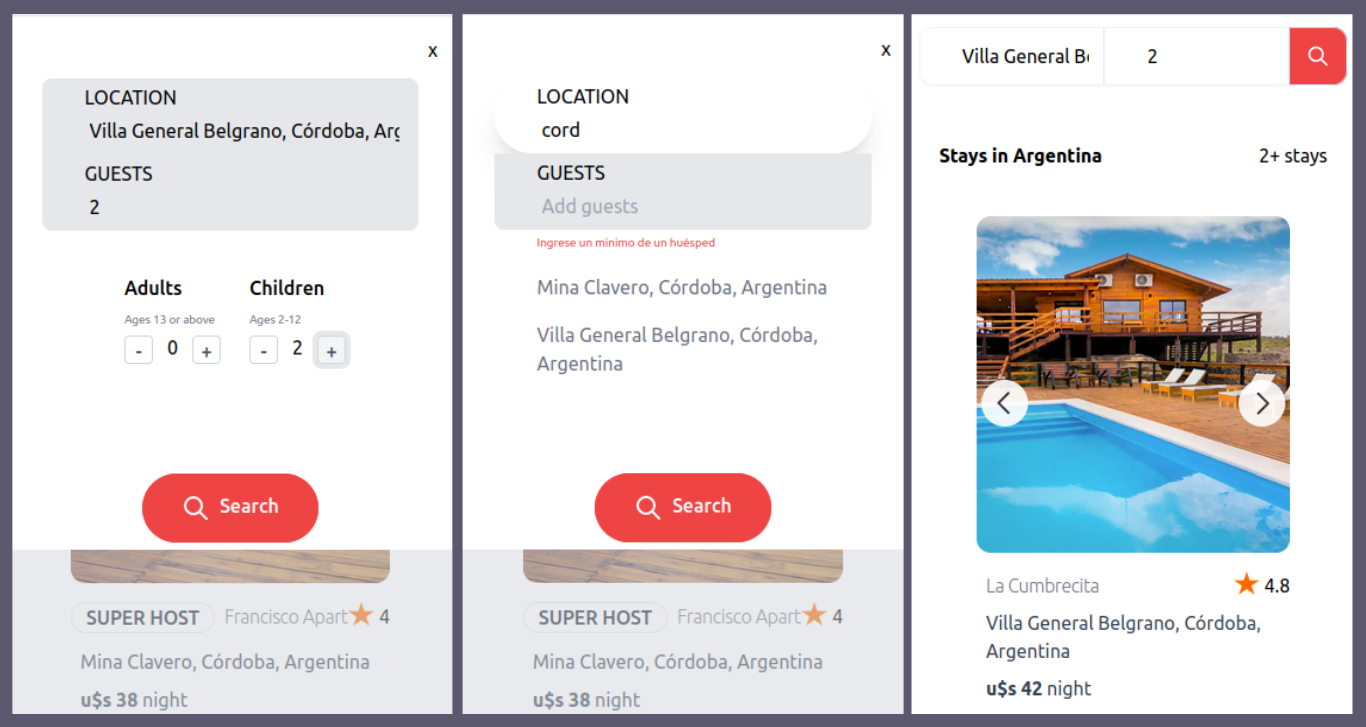 x
LOCATION
Villa General Belgrano, Córdoba, Arg
GUESTS
2
Adults
Children
Ages 13 or above
Ages 2-12
- 0 +
- 2 +
Search
SUPER HOST Francisco Apart 4
Mina Clavero, Córdoba, Argentina
u$s 38 night
x
LOCATION
cord
GUESTS
Add guests
Ingrese un minimo de un huésped
Mina Clavero, Córdoba, Argentina
Villa General Belgrano, Córdoba,
Argentina
Search
SUPER HOST Francisco Apart 4
Mina Clavero, Córdoba, Argentina
u$s 38 night
Villa General Be 2
Stays in Argentina 2+ stays
La Cumbrecita 4.8
Villa General Belgrano, Córdoba,
Argentina
u$s 42 night